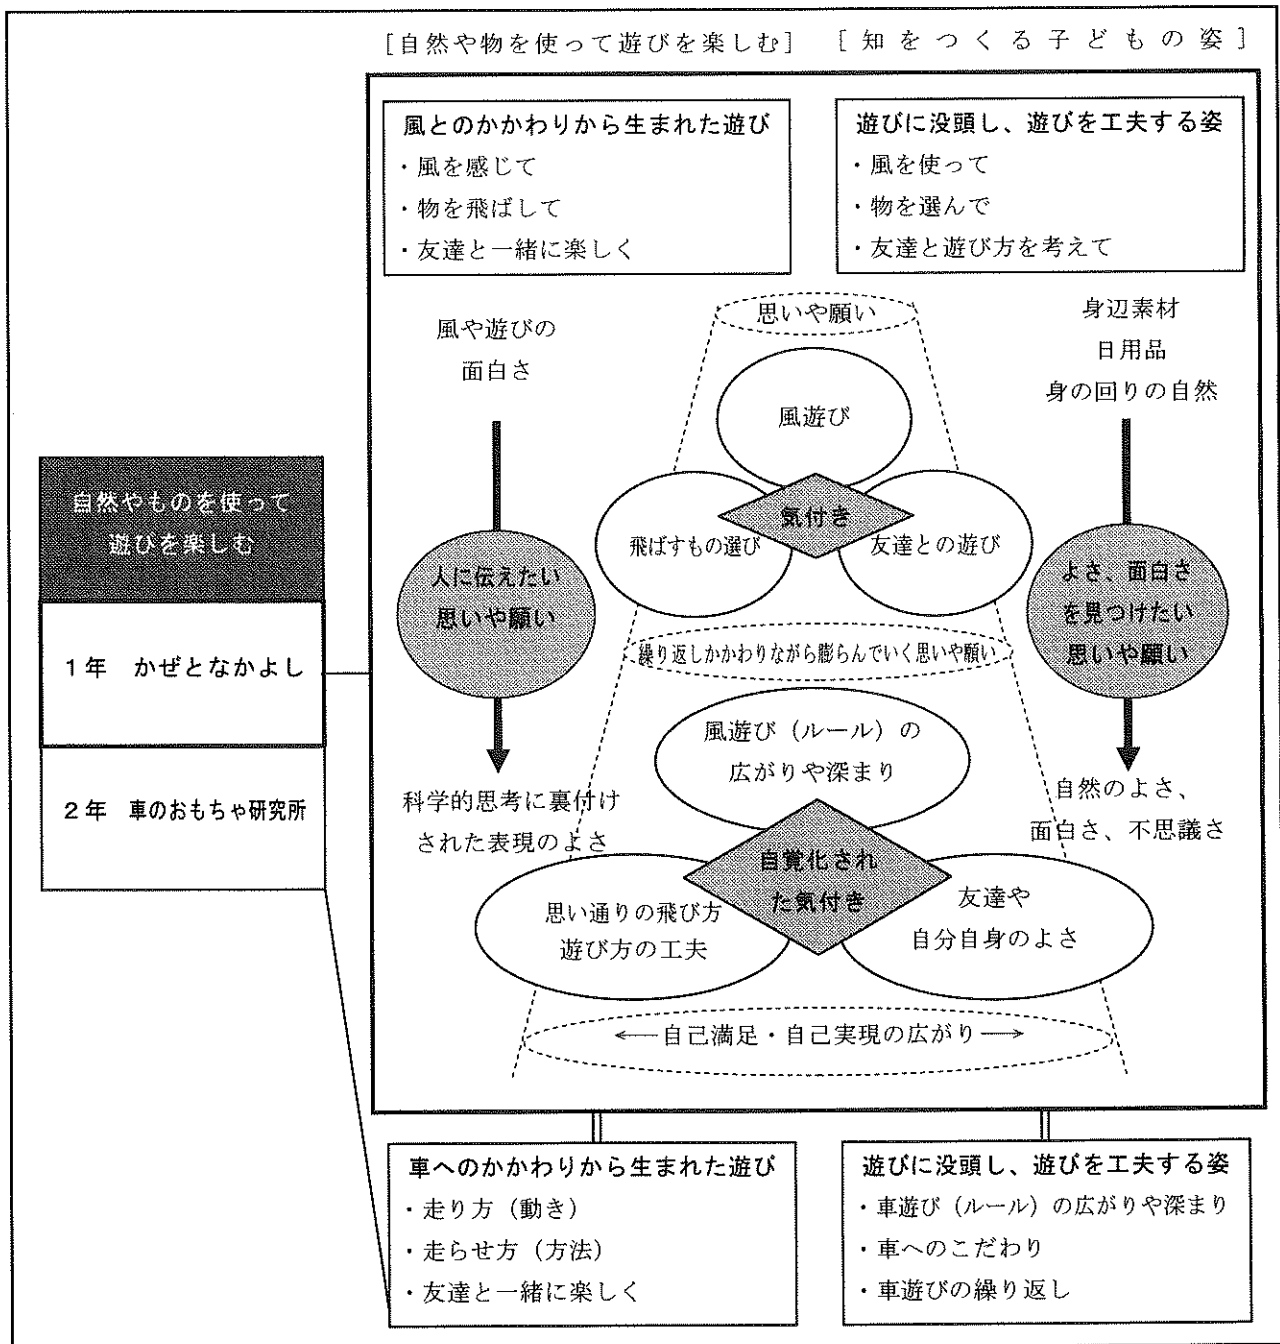 [自然や物を使って遊びを楽しむ] [知をつくる子どもの姿]
風とのかかわりから生まれた遊び
・風を感じて
・物を飛ばして
・友達と一緒に楽しく
遊びに没頭し、遊びを工夫する姿
・風を使って
・物を選んで
・友達と遊び方を考えて
思いや願い
風や遊びの
面白さ
身辺素材
日用品
身の回りの自然
風遊び
気付き
飛ばすもの選び
友達との遊び
自然やものを使って
遊びを楽しむ
1年 かぜとなかよし
2年 車のおもちゃ研究所
人に伝えたい
思いや願い
よさ、面白さ
を見つけたい
思いや願い
繰り返しかかわりながら膨らんでいく思いや願い
風遊び（ルール）の
広がりや深まり
科学的思考に裏付け
された表現のよさ
自然のよさ、
面白さ、不思議さ
自覚化され
た気付き
思い通りの飛び方
遊び方の工夫
友達や
自分自身のよさ
←自己満足・自己実現の広がり→
車へのかかわりから生まれた遊び
・走り方（動き）
・走らせ方（方法）
・友達と一緒に楽しく
遊びに没頭し、遊びを工夫する姿
・車遊び（ルール）の広がりや深まり
・車へのこだわり
・車遊びの繰り返し